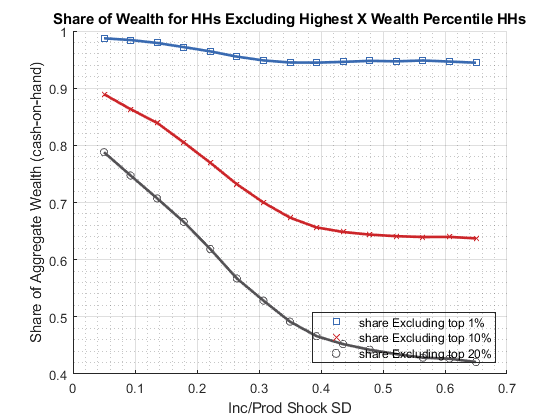 Share of Wealth for HHs Excluding Highest X Wealth Percentile HHs
1
0.9
0.8
0.7
0.6
0.5
0.4
Share of Aggregate Wealth (cash-on-hand)
share Excluding top 1%
share Excluding top 10%
share Excluding top 20%
0 0.1 0.2 0.3 0.4 0.5 0.6 0.7
Inc/Prod Shock SD